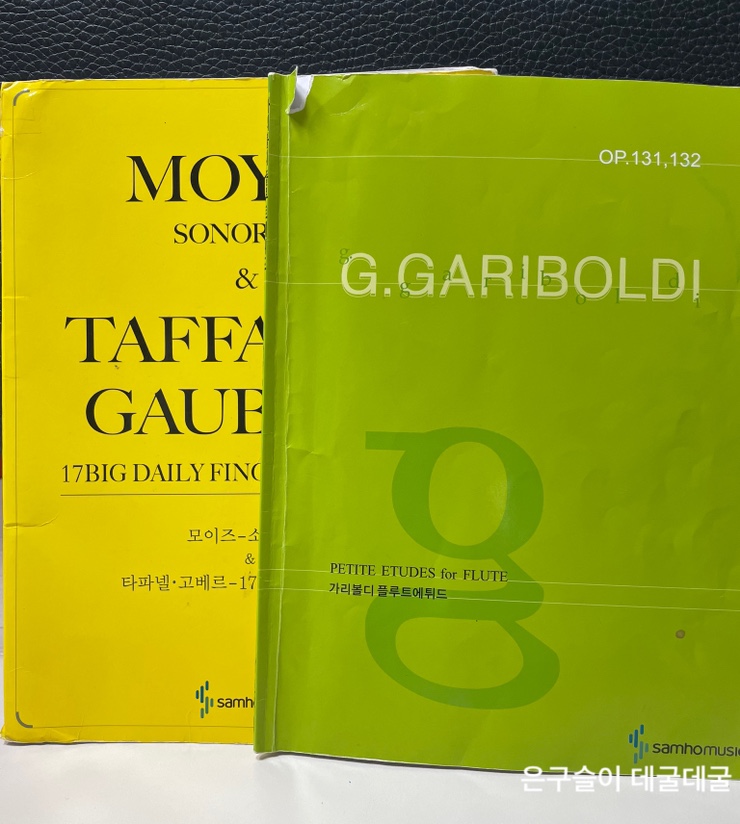 MOY
SONOR
&
TAFFA
GAUB
17BIG DAILY FING
모이즈-소
&
타파넬·고베르-17
samho
OP.131,132
G.GARIBOLDI
g. gariboldi
g
PETITE ETUDES for FLUTE
가리볼디 플루트에튀드
samhomusic
은구슬이 데굴데굴